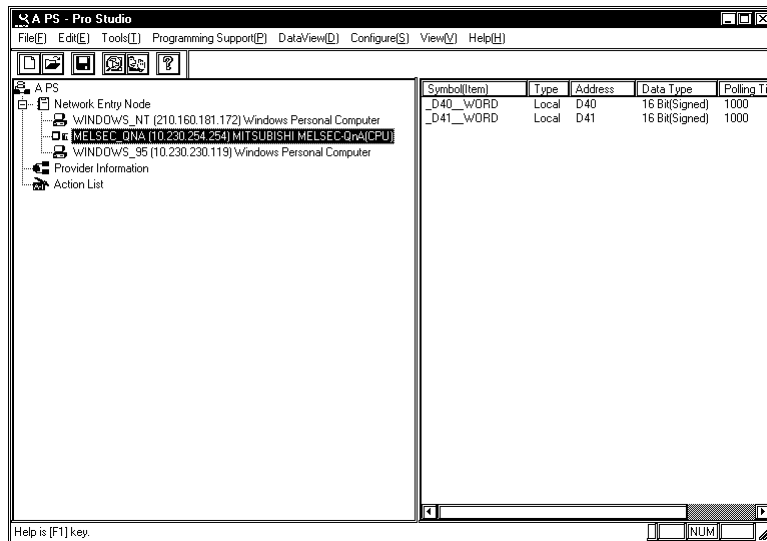 A PS - Pro Studio
File(F) Edit(E) Tools(T) Programming Support(P) DataView(D) Configure(S) View(V) Help(H)
A PS
Network Entry Node
WINDOWS_NT (210.160.181.172) Windows Personal Computer
MELSEC_QNA (10.230.254.254) MITSUBISHI MELSEC-QnA(CPU)
WINDOWS_95 (10.230.230.119) Windows Personal Computer
Provider Information
Action List
Symbol(Item) Type Address Data Type Polling Ti
_D40__WORD Local D40 16 Bit(Signed) 1000
_D41__WORD Local D41 16 Bit(Signed) 1000
Help is [F1] key.
NUM